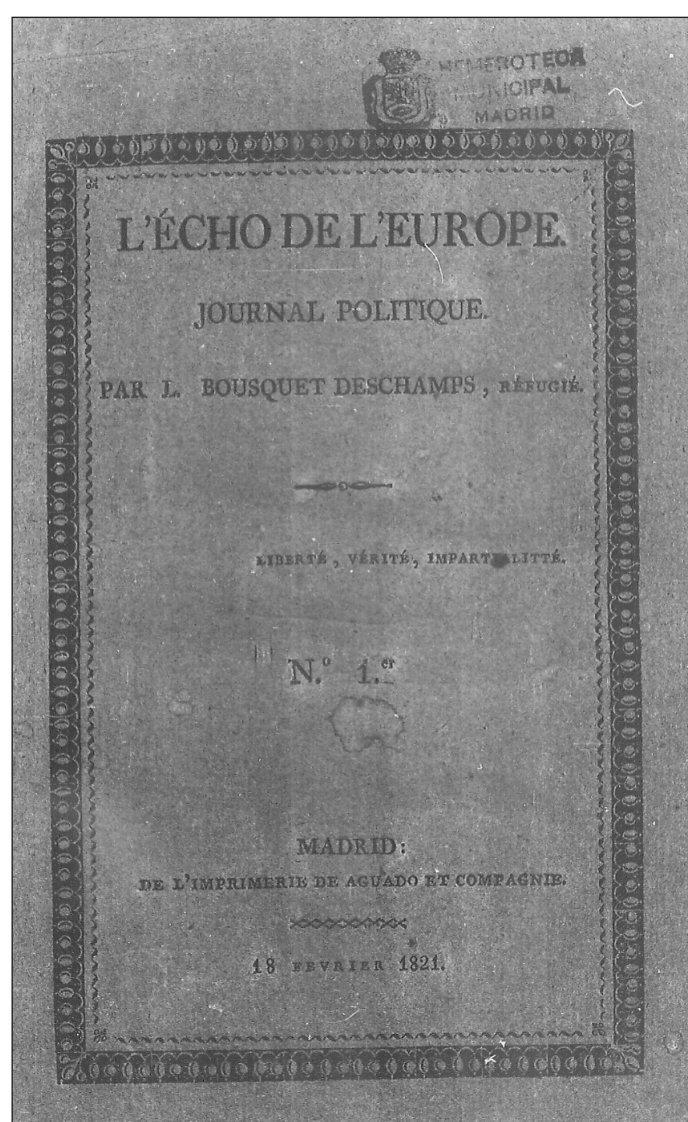 HEMEROTECA
MUNICIPAL
MADRID
L'ÉCHO DE L'EUROPE.
JOURNAL POLITIQUE.
PAR L. BOUSQUET DESCHAMPS, RÉFUGIÉ.
LIBERTÉ, VÉRITÉ, IMPARTIALITTÉ.
N.º 1.er
MADRID:
DE L'IMPRIMERIE DE AGUADO ET COMPAGNIE.
18 FEVRIER 1821.